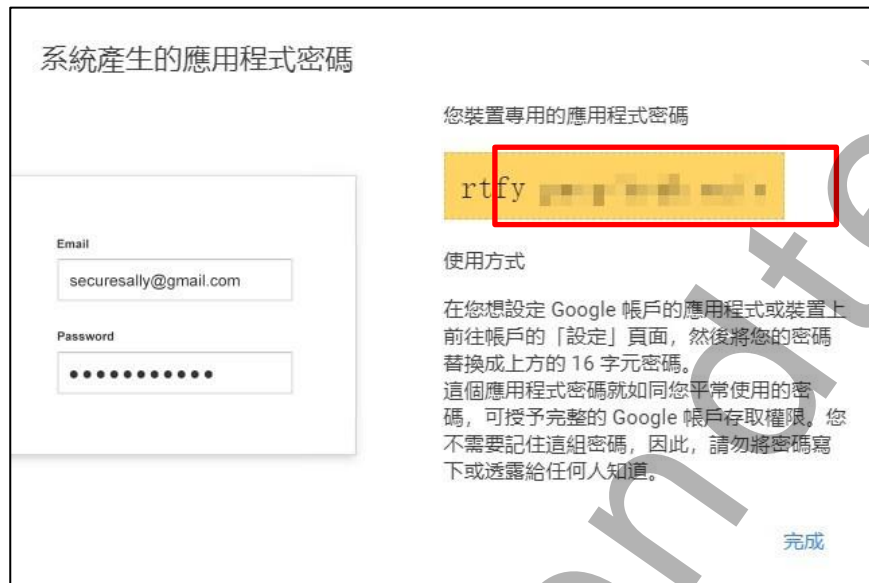 系統產生的應用程式密碼
您裝置專用的應用程式密碼
rtfy
Email
securesally@gmail.com
Password
使用方式
在您想設定 Google 帳戶的應用程式或裝置上
前往帳戶的「設定」頁面，然後將您的密碼
替換成上方的 16 字元密碼。
這個應用程式密碼就如同您平常使用的密
碼，可授予完整的 Google 帳戶存取權限。您
不需要記住這組密碼，因此，請勿將密碼寫
下或透露給任何人知道。
完成